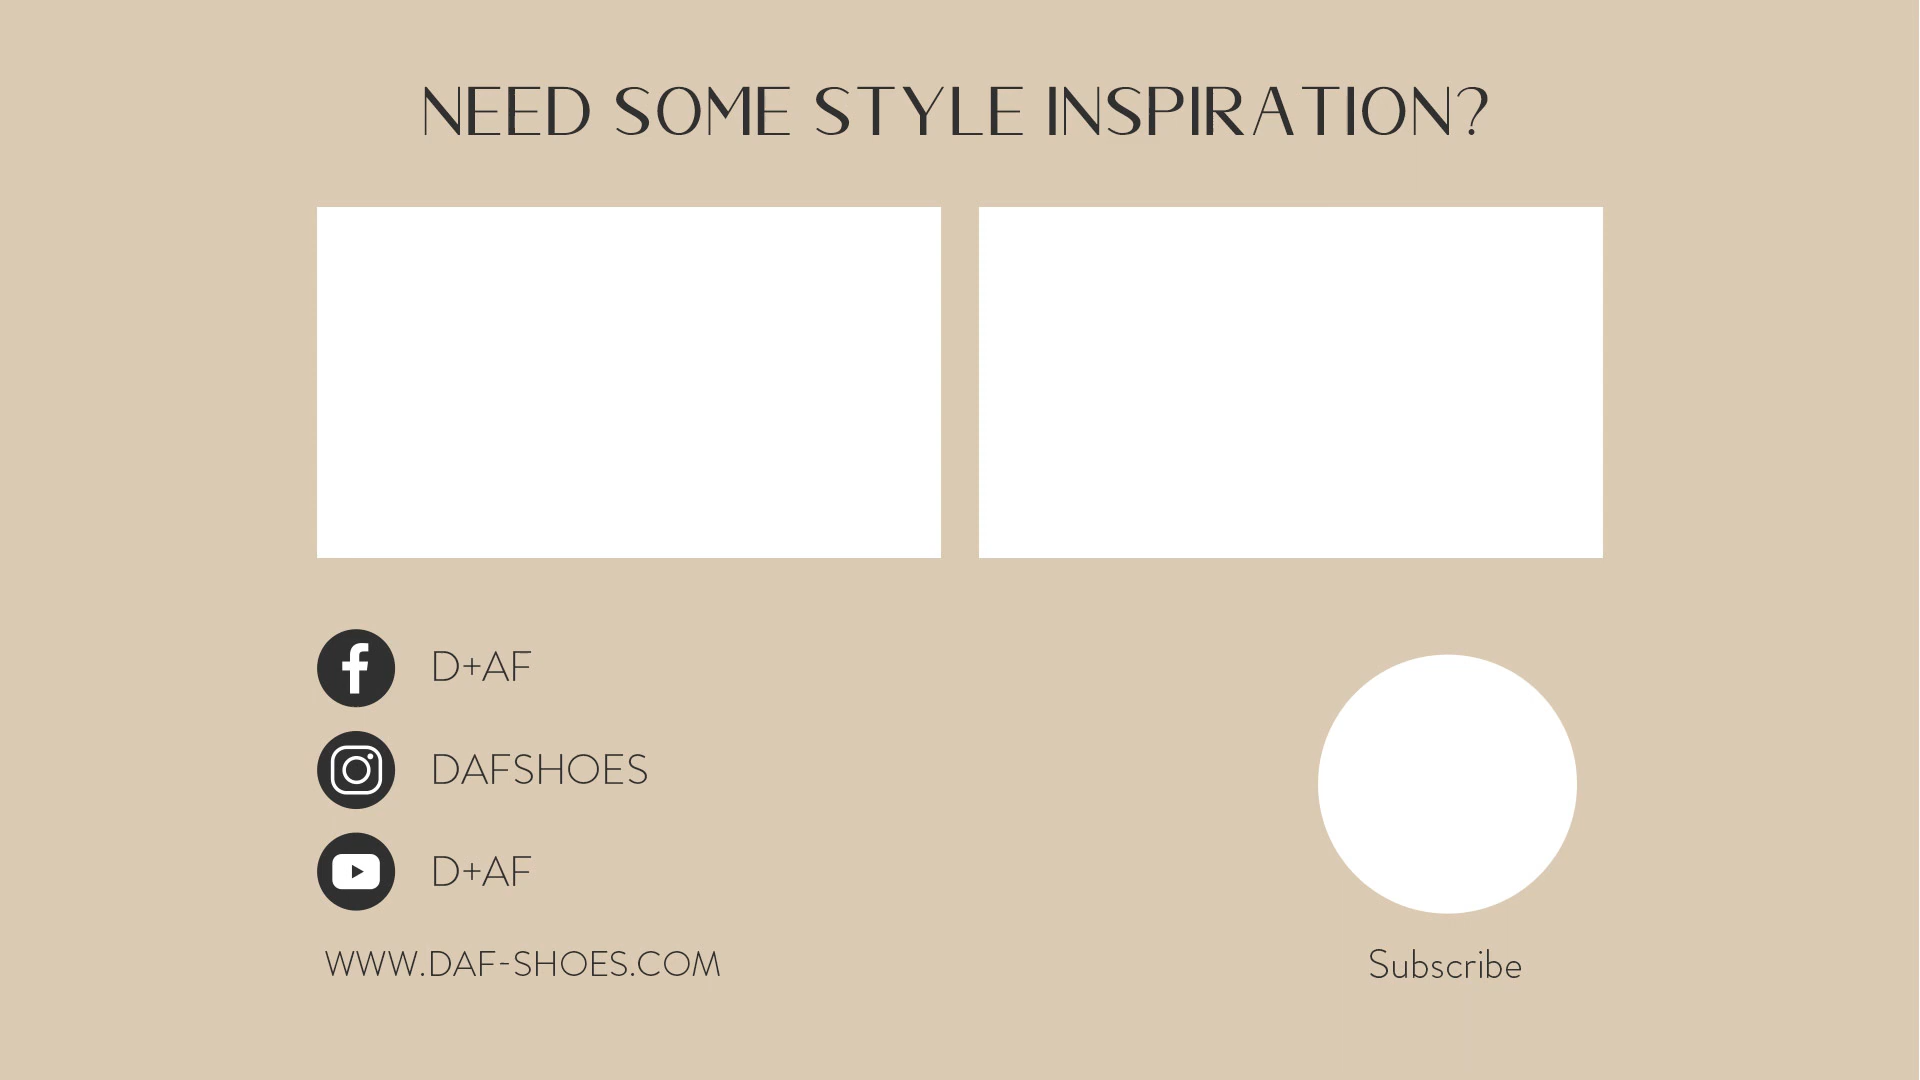 NEED SOME STYLE INSPIRATION?
D+AF
DAFSHOES
D+AF
WWW.DAF-SHOES.COM
Subscribe